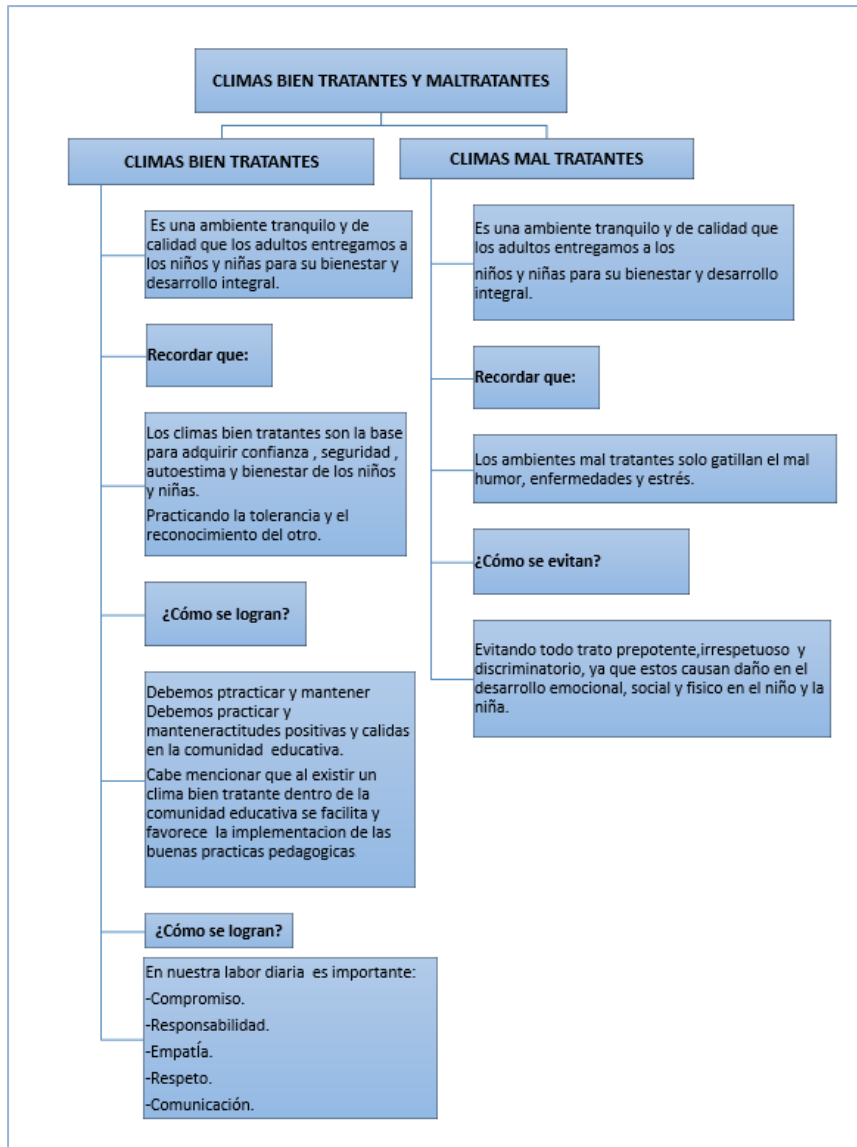 CLIMAS BIEN TRATANTES Y MALTRATANTES
CLIMAS BIEN TRATANTES
Es una ambiente tranquilo y de
calidad que los adultos entregamos a
los niños y niñas para su bienestar y
desarrollo integral.
Recordar que:
Los climas bien tratantes son la base
para adquirir confianza , seguridad ,
autoestima y bienestar de los niños
y niñas.
Practicando la tolerancia y el
reconocimiento del otro.
¿Cómo se logran?
Debemos ptracticar y mantener
Debemos practicar y
manteneractitudes positivas y calidas
en la comunidad educativa.
Cabe mencionar que al existir un
clima bien tratante dentro de la
comunidad educativa se facilita y
favorece la implementacion de las
buenas practicas pedagogicas
¿Cómo se logran?
En nuestra labor diaria es importante:
-Compromiso.
-Responsabilidad.
-Empatía.
-Respeto.
-Comunicación.
CLIMAS MAL TRATANTES
Es una ambiente tranquilo y de calidad que
los adultos entregamos a los
niños y niñas para su bienestar y desarrollo
integral.
Recordar que:
Los ambientes mal tratantes solo gatillan el mal
humor, enfermedades y estrés.
¿Cómo se evitan?
Evitando todo trato prepotente,irrespetuoso y
discriminatorio, ya que estos causan daño en el
desarrollo emocional, social y fisico en el niño y la
niña.